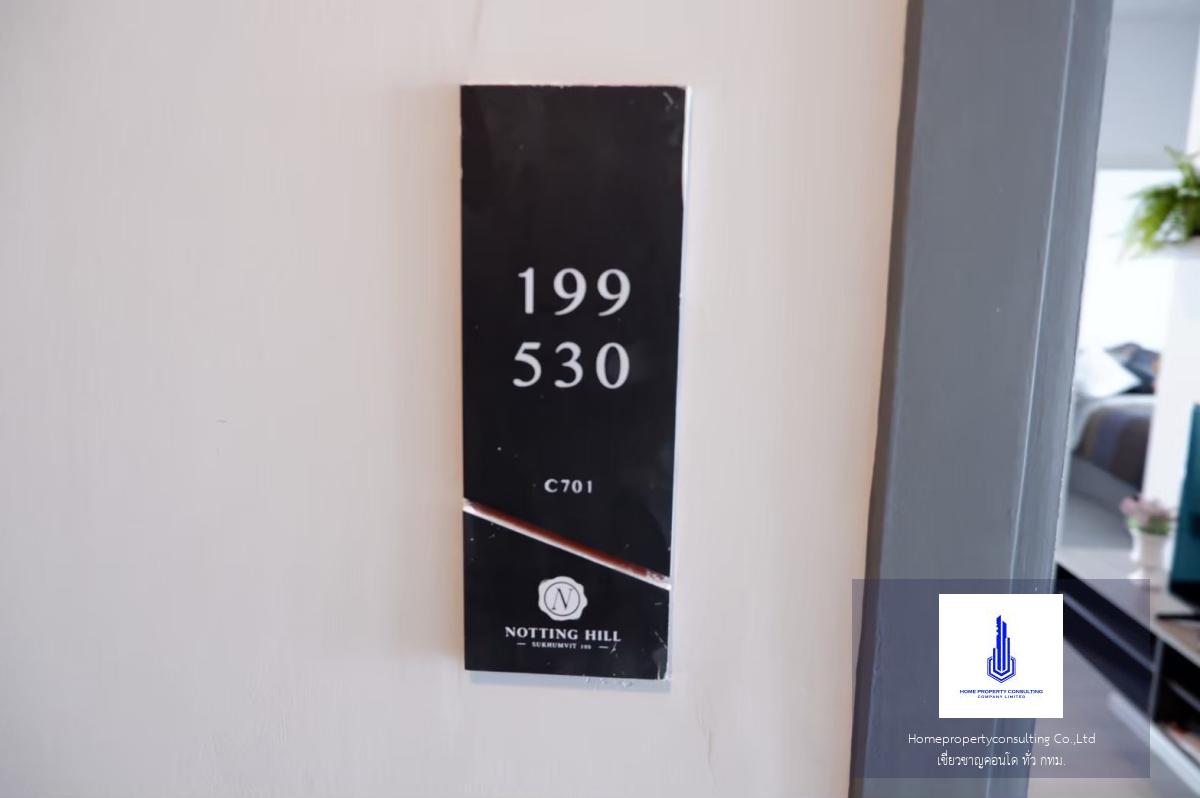 199
530
C701
N
NOTTING HILL
SUKHUMVIT 105
HOME PROPERTY CONSULTING
COMPANY LIMITED
Homepropertyconsulting Co.,Ltd
เชี่ยวชาญคอนโด ทั่ว กทม.